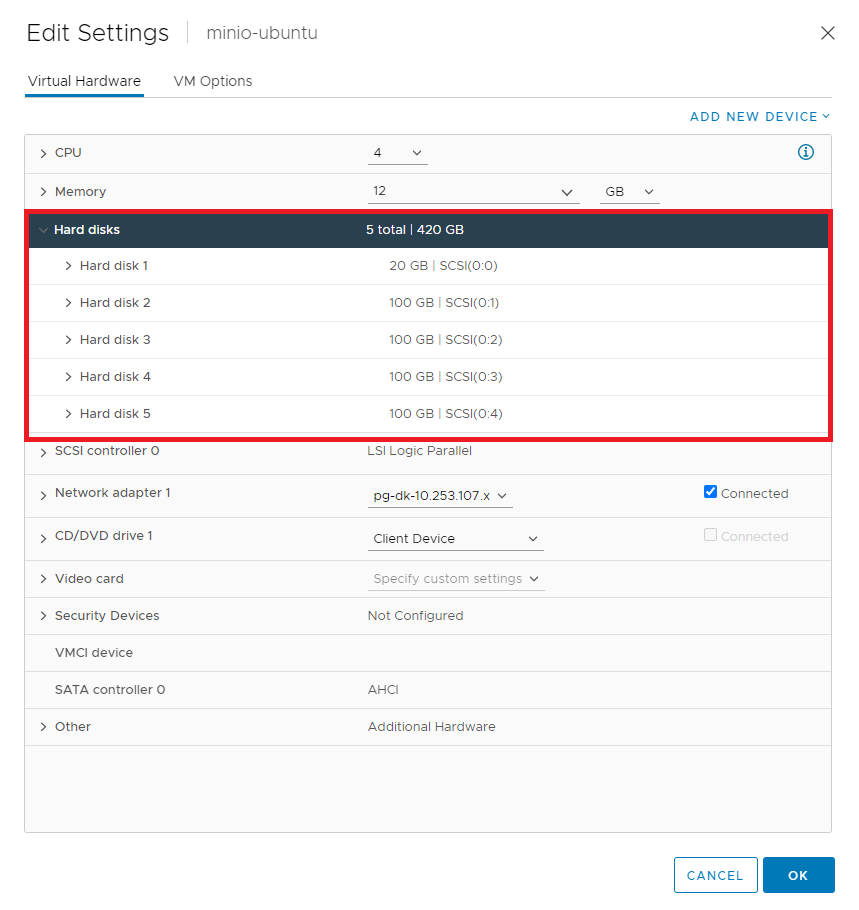 Edit Settings | minio-ubuntu
Virtual Hardware VM Options
ADD NEW DEVICE
CPU 4
Memory 12 GB
Hard disks 5 total | 420 GB
Hard disk 1 20 GB | SCSI(0:0)
Hard disk 2 100 GB | SCSI(0:1)
Hard disk 3 100 GB | SCSI(0:2)
Hard disk 4 100 GB | SCSI(0:3)
Hard disk 5 100 GB | SCSI(0:4)
SCSI controller 0 LSI Logic Parallel
Network adapter 1 pg-dk-10.253.107.x Connected
CD/DVD drive 1 Client Device Connected
Video card Specify custom settings
Security Devices Not Configured
VMCI device
SATA controller 0 AHCI
Other Additional Hardware
CANCEL OK